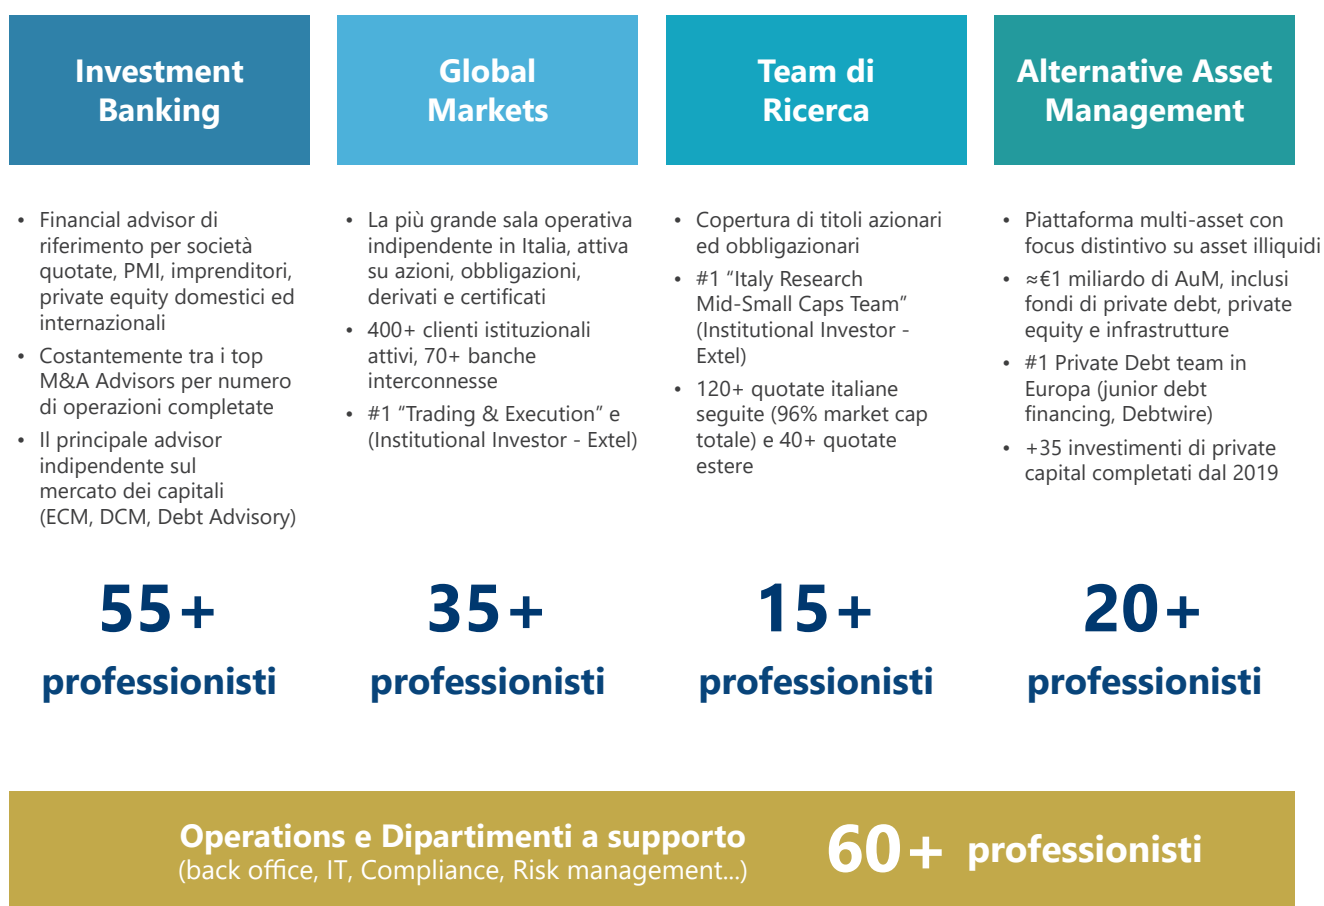 Investment
Banking
• Financial advisor di
riferimento per società
quotate, PMI, imprenditori,
private equity domestici ed
internazionali
• Costantemente tra i top
M&A Advisors per numero
di operazioni completate
• Il principale advisor
indipendente sul
mercato dei capitali
(ECM, DCM, Debt Advisory)
55+
professionisti
Global
Markets
• La più grande sala operativa
indipendente in Italia, attiva
su azioni, obbligazioni,
derivati e certificati
• 400+ clienti istituzionali
attivi, 70+ banche
interconnesse
• #1 “Trading & Execution” e
(Institutional Investor - Extel)
35+
professionisti
Team di
Ricerca
• Copertura di titoli azionari
ed obbligazionari
• #1 “Italy Research
Mid-Small Caps Team”
(Institutional Investor -
Extel)
• 120+ quotate italiane
seguite (96% market cap
totale) e 40+ quotate
estere
15+
professionisti
Alternative Asset
Management
• Piattaforma multi-asset con
focus distintivo su asset illiquidi
• ≈€1 miliardo di AuM, inclusi
fondi di private debt, private
equity e infrastrutture
• #1 Private Debt team in
Europa (junior debt
financing, Debtwire)
• +35 investimenti di private
capital completati dal 2019
20+
professionisti
Operations e Dipartimenti a supporto
(back office, IT, Compliance, Risk management...)
60+ professionisti